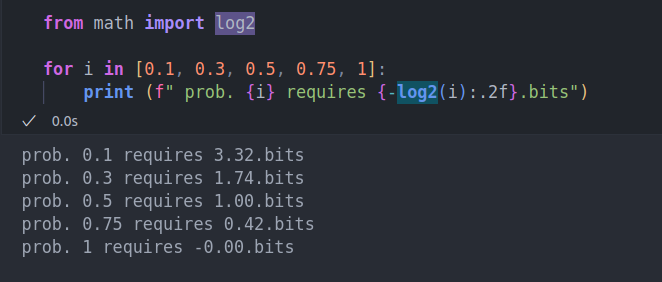 from math import log2
for i in [0.1, 0.3, 0.5, 0.75, 1]:
    print (f" prob. {i} requires {-log2(i):.2f}.bits")
✓ 0.0s
prob. 0.1 requires 3.32.bits
prob. 0.3 requires 1.74.bits
prob. 0.5 requires 1.00.bits
prob. 0.75 requires 0.42.bits
prob. 1 requires -0.00.bits